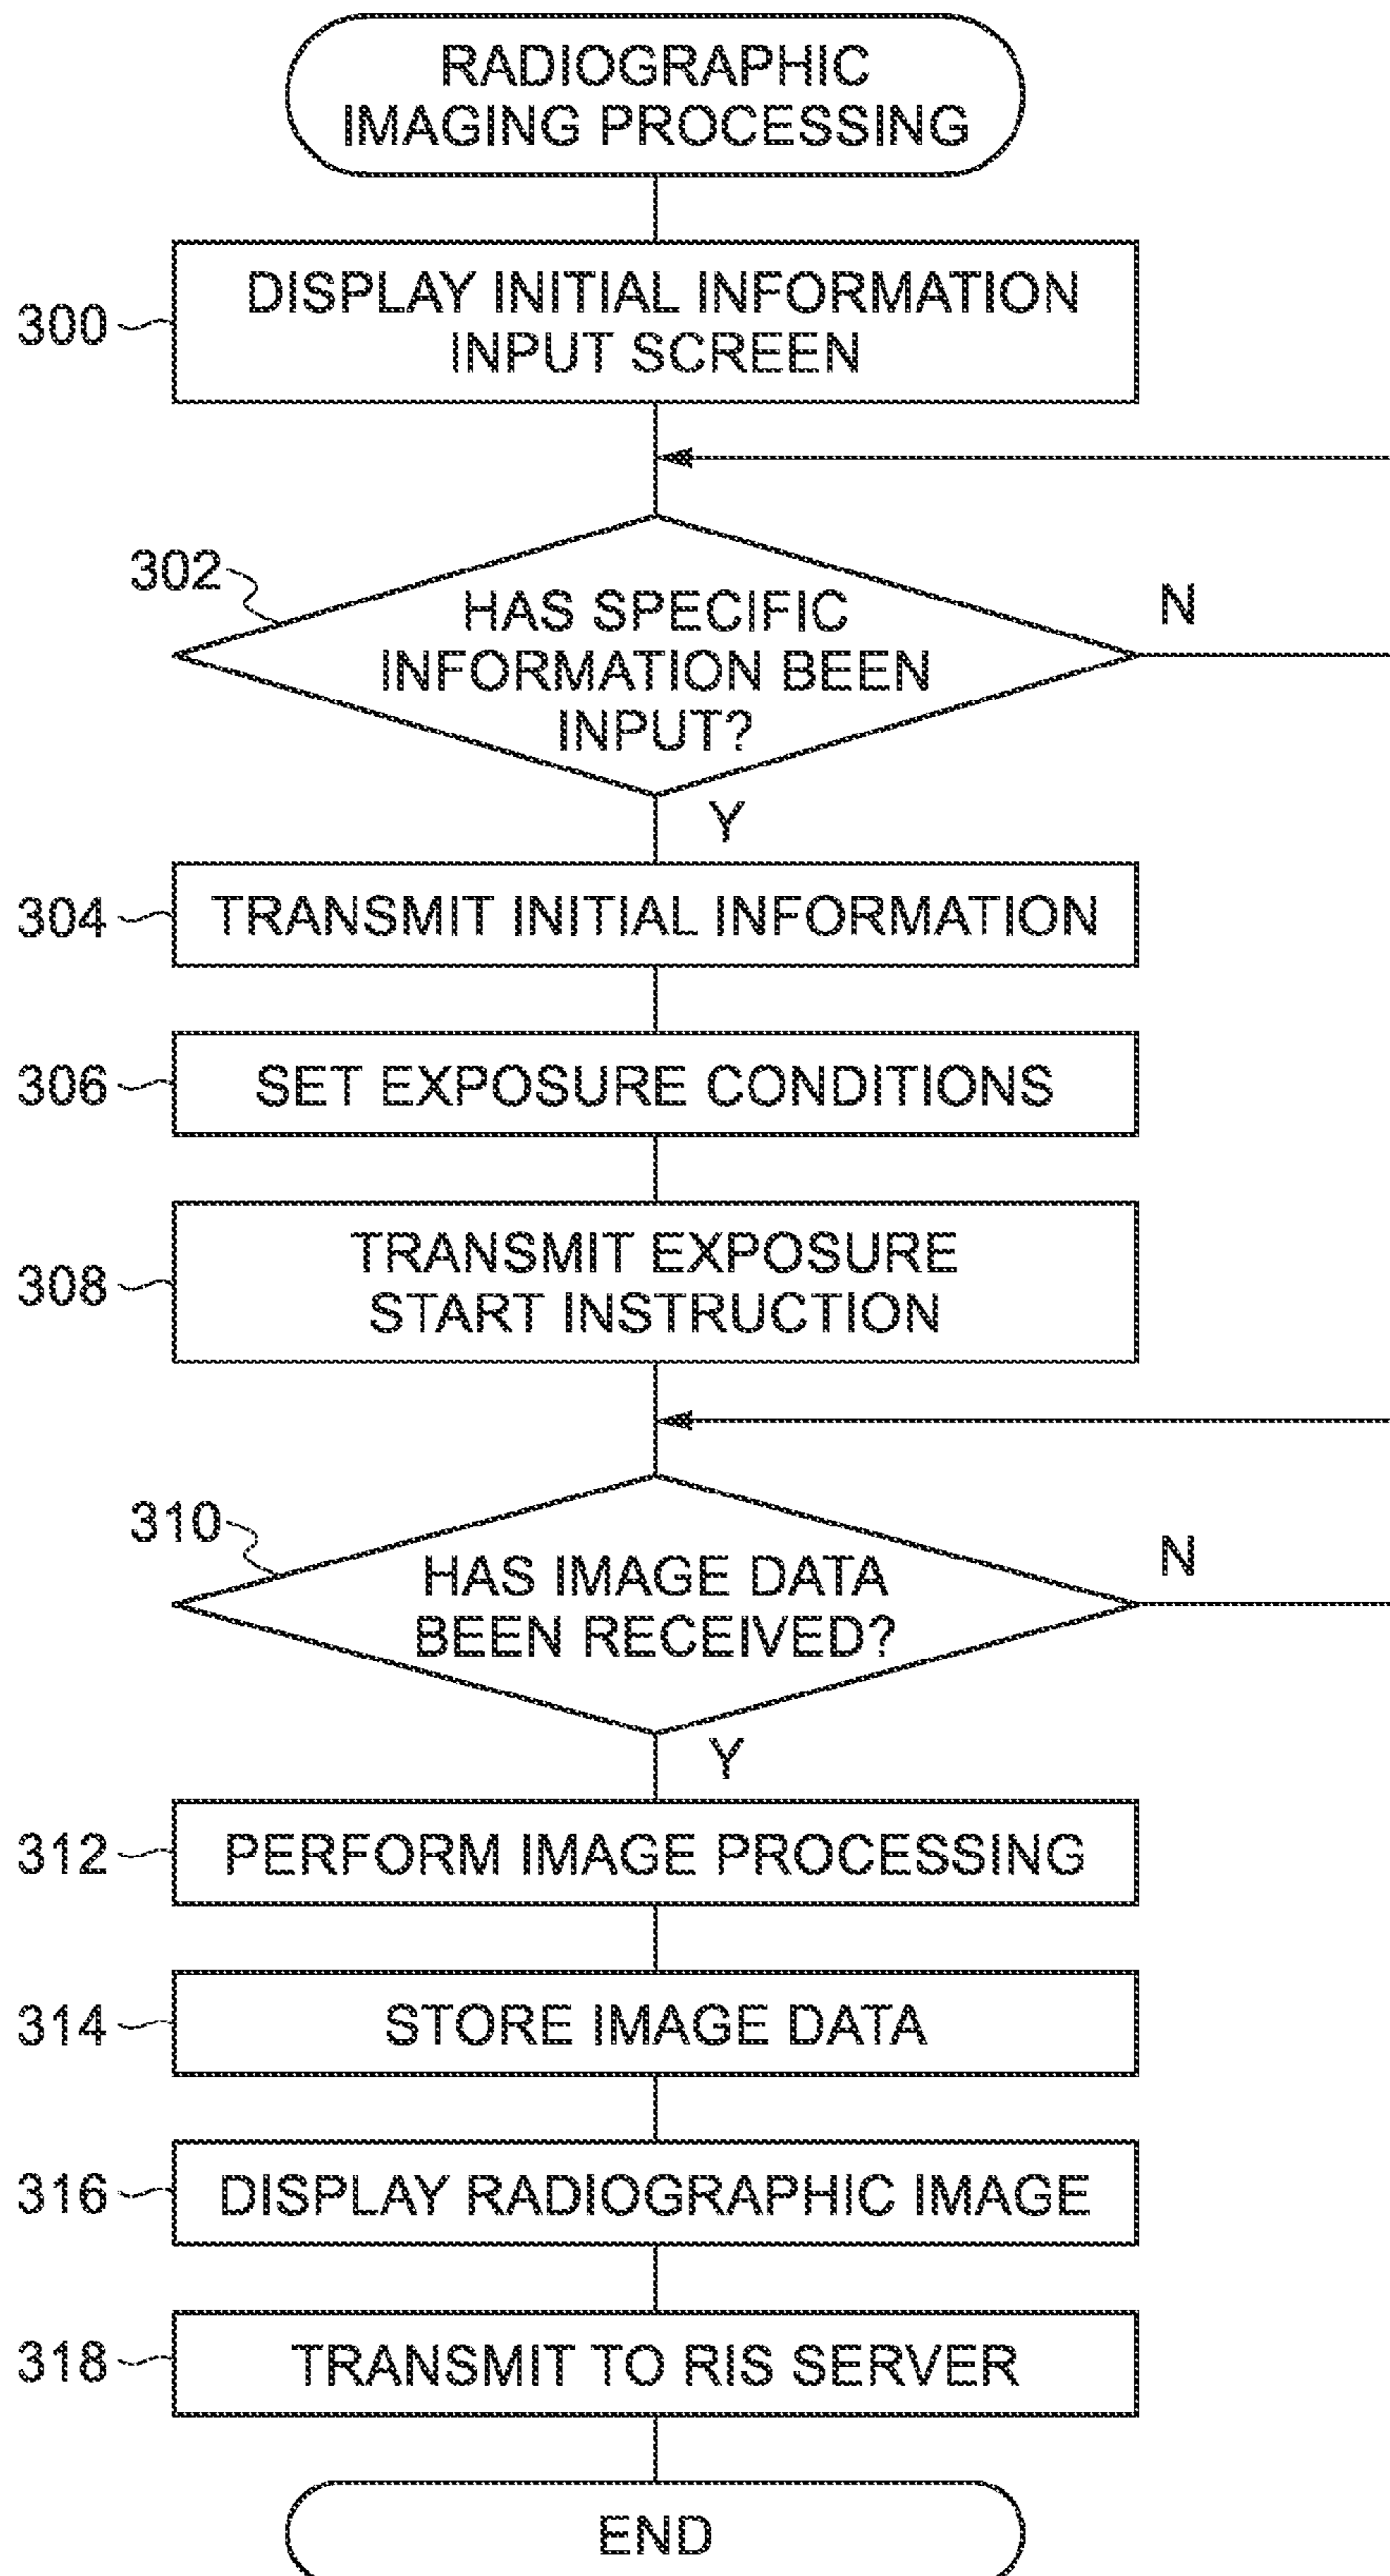 RADIOGRAPHIC
IMAGING PROCESSING
300
DISPLAY INITIAL INFORMATION
INPUT SCREEN
302
HAS SPECIFIC
INFORMATION BEEN
INPUT?
N
Y
304
TRANSMIT INITIAL INFORMATION
306
SET EXPOSURE CONDITIONS
308
TRANSMIT EXPOSURE
START INSTRUCTION
310
HAS IMAGE DATA
BEEN RECEIVED?
N
Y
312
PERFORM IMAGE PROCESSING
314
STORE IMAGE DATA
316
DISPLAY RADIOGRAPHIC IMAGE
318
TRANSMIT TO RIS SERVER
END